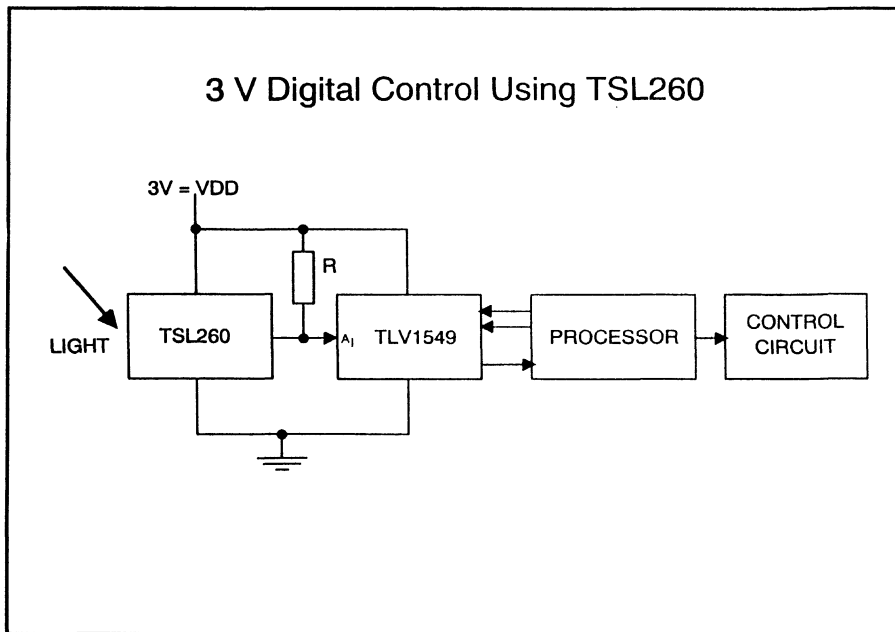 3 V Digital Control Using TSL260
3V = VDD
R
LIGHT
TSL260
AI
TLV1549
PROCESSOR
CONTROL
CIRCUIT